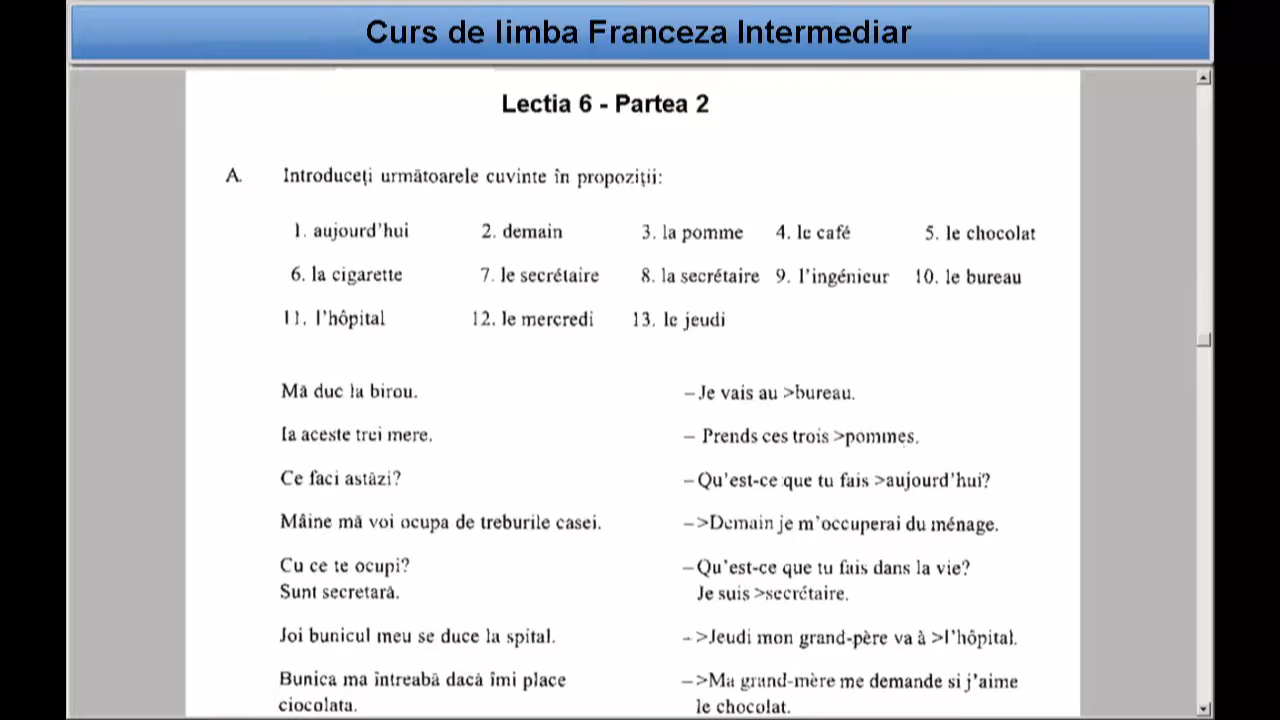 Curs de limba Franceza Intermediar
Lectia 6 - Partea 2
A. Introduceți următoarele cuvinte în propoziții:
1. aujourd'hui 2. demain 3. la pomme 4. le café 5. le chocolat
6. la cigarette 7. le secrétaire 8. la secrétaire 9. l'ingénieur 10. le bureau
11. l'hôpital 12. le mercredi 13. le jeudi
Mă duc la birou. – Je vais au >bureau.
Ia aceste trei mere. – Prends ces trois >pommes.
Ce faci astăzi? – Qu'est-ce que tu fais >aujourd'hui?
Mâine mă voi ocupa de treburile casei. – >Demain je m'occuperai du ménage.
Cu ce te ocupi? – Qu'est-ce que tu fais dans la vie?
Sunt secretară. Je suis >secrétaire.
Joi bunicul meu se duce la spital. - >Jeudi mon grand-père va à >l'hôpital.
Bunica ma întreabă dacă îmi place – >Ma grand-mère me demande si j'aime
ciocolata. le chocolat.